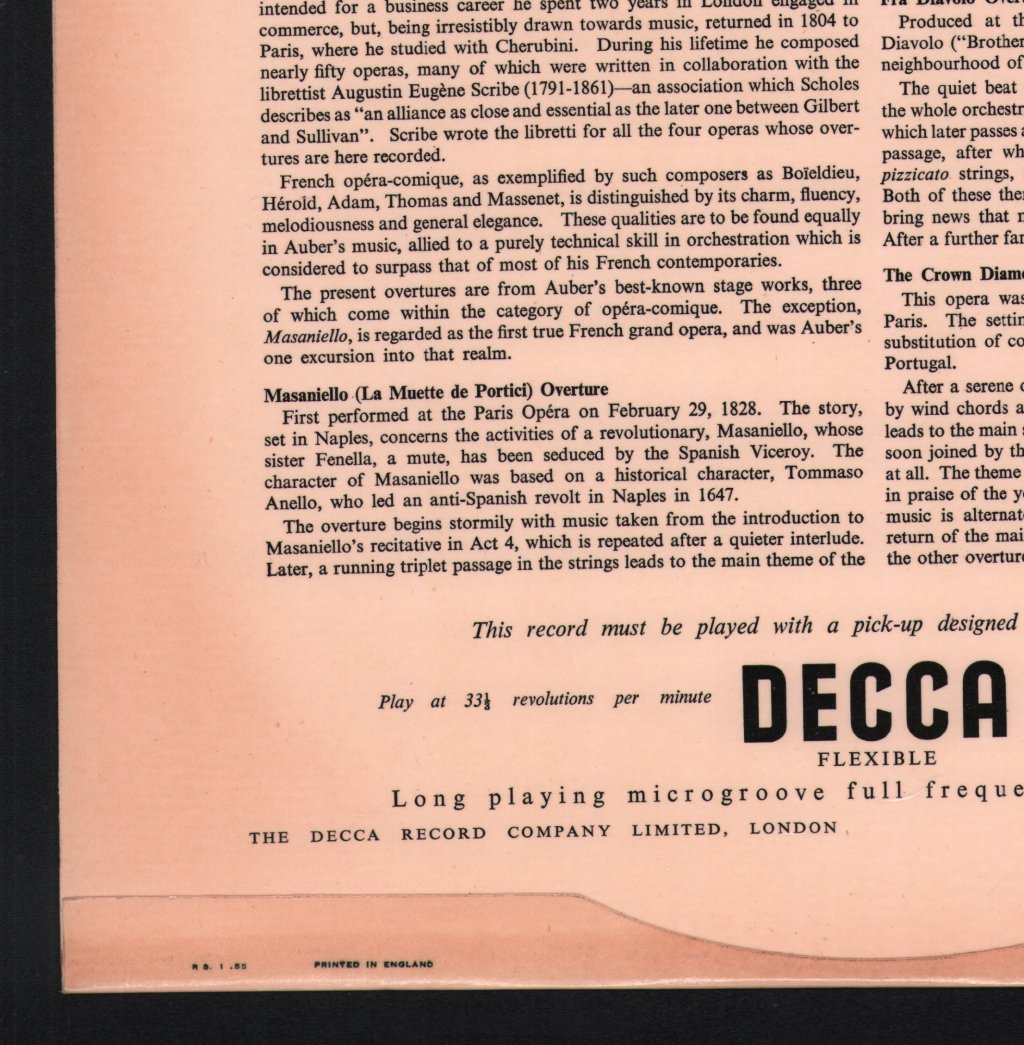 intended for a business career he spent two years in London engaged in
commerce, but, being irresistibly drawn towards music, returned in 1804 to
Paris, where he studied with Cherubini. During his lifetime he composed
nearly fifty operas, many of which were written in collaboration with the
librettist Augustin Eugène Scribe (1791-1861)—an association which Scholes
describes as "an alliance as close and essential as the later one between Gilbert
and Sullivan". Scribe wrote the libretti for all the four operas whose over-
tures are here recorded.
French opéra-comique, as exemplified by such composers as Boïeldieu,
Hérold, Adam, Thomas and Massenet, is distinguished by its charm, fluency,
melodiousness and general elegance. These qualities are to be found equally
in Auber's music, allied to a purely technical skill in orchestration which is
considered to surpass that of most of his French contemporaries.
The present overtures are from Auber's best-known stage works, three
of which come within the category of opéra-comique. The exception,
Masaniello, is regarded as the first true French grand opera, and was Auber's
one excursion into that realm.
Masaniello (La Muette de Portici) Overture
First performed at the Paris Opéra on February 29, 1828. The story,
set in Naples, concerns the activities of a revolutionary, Masaniello, whose
sister Fenella, a mute, has been seduced by the Spanish Viceroy. The
character of Masaniello was based on a historical character, Tommaso
Anello, who led an anti-Spanish revolt in Naples in 1647.
The overture begins stormily with music taken from the introduction to
Masaniello's recitative in Act 4, which is repeated after a quieter interlude.
Later, a running triplet passage in the strings leads to the main theme of the
Fra Diavolo Over
Produced at th
Diavolo ("Brother
neighbourhood of
The quiet beat
the whole orchestr
which later passes a
passage, after wh
pizzicato strings,
Both of these the
bring news that
After a further fan
The Crown Diam
This opera was
Paris. The settin
substitution of co
Portugal.
After a serene
by wind chords a
leads to the main
soon joined by th
at all. The theme
in praise of the y
music is alternat
return of the mai
the other overture
This record must be played with a pick-up designed
Play at 33⅓ revolutions per minute
DECCA
FLEXIBLE
Long playing microgroove full freque
THE DECCA RECORD COMPANY LIMITED, LONDON
R S. 1 .55 PRINTED IN ENGLAND